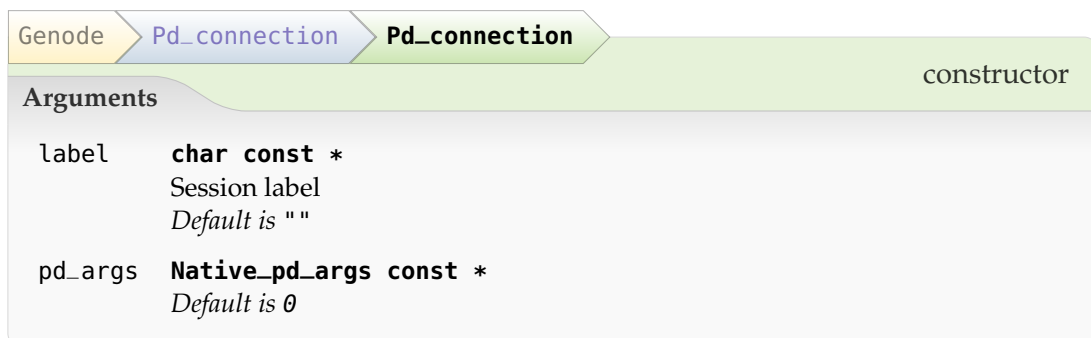 Genode Pd_connection Pd_connection
constructor
Arguments
label char const *
Session label
Default is ""
pd_args Native_pd_args const *
Default is 0